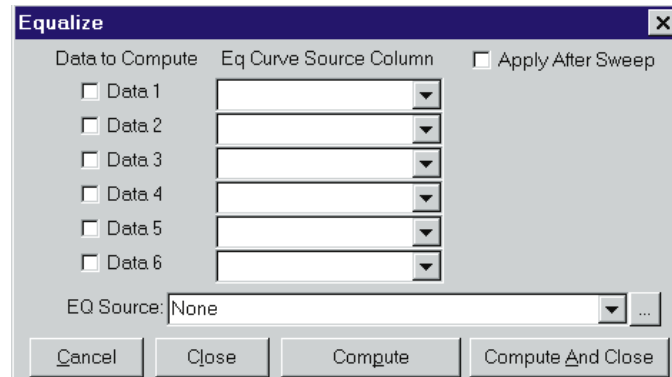 Equalize
Data to Compute Eq Curve Source Column Apply After Sweep
Data 1
Data 2
Data 3
Data 4
Data 5
Data 6
EQ Source: None ...
Cancel Close Compute Compute And Close